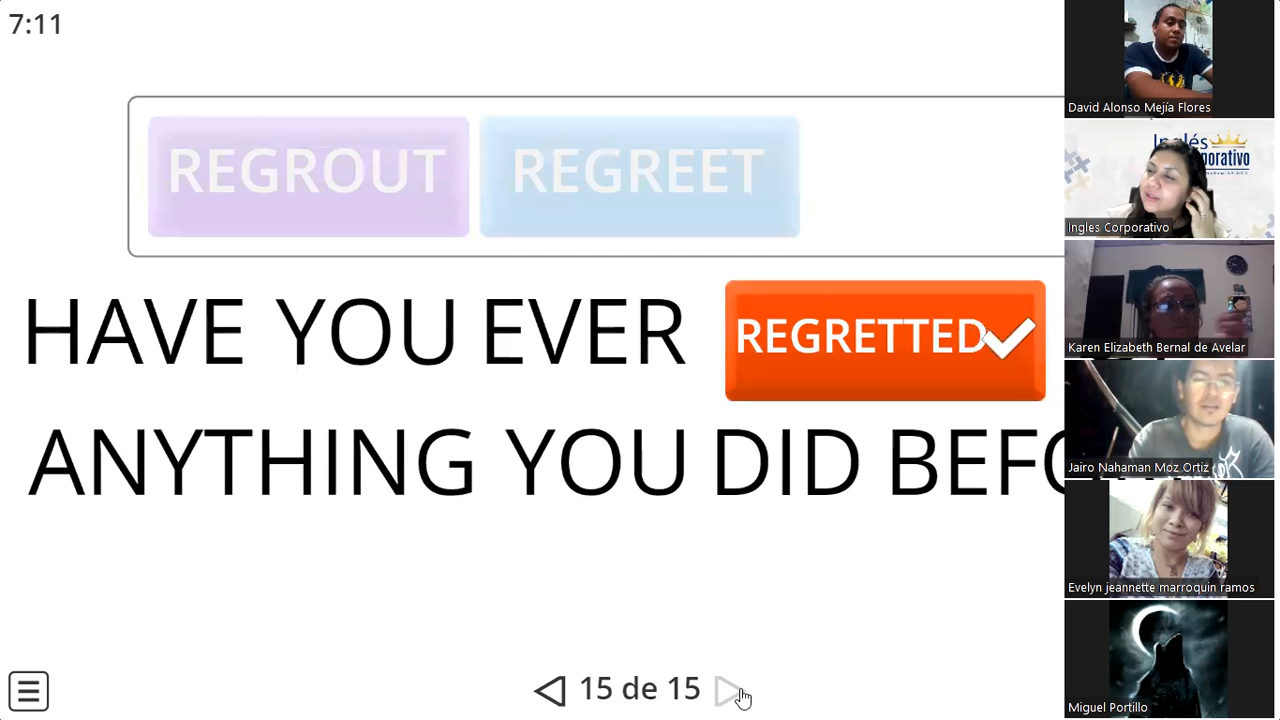 7:11
REGROUT REGREET
HAVE YOU EVER REGRETTED
ANYTHING YOU DID
15 de 15
David Alonso Mejía Flores
Inglés
Ingles Corporativo
Karen Elizabeth Bernal de Avelar
Jairo Nahaman Moz Ortiz
Evelyn jeannette marroquin ramos
Miguel Portillo